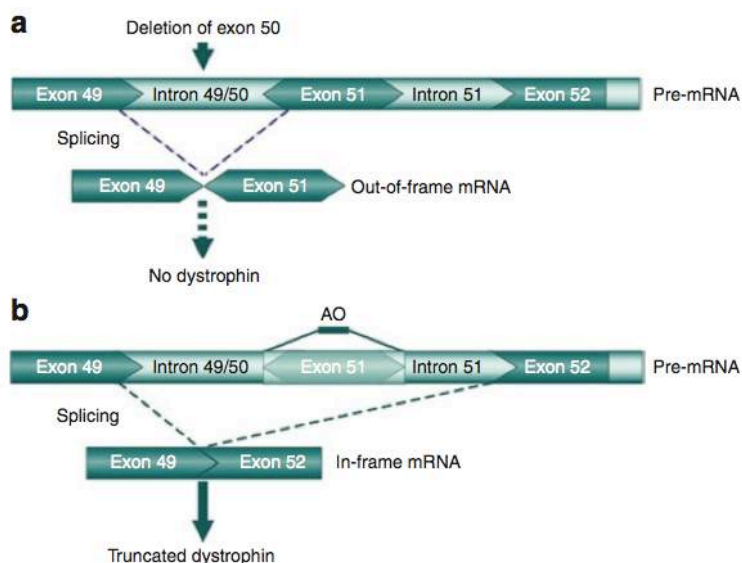 a
Deletion of exon 50
Exon 49 Intron 49/50 Exon 51 Intron 51 Exon 52 Pre-mRNA
Splicing
Exon 49 Exon 51 Out-of-frame mRNA
No dystrophin
b
AO
Exon 49 Intron 49/50 Exon 51 Intron 51 Exon 52 Pre-mRNA
Splicing
Exon 49 Exon 52 In-frame mRNA
Truncated dystrophin